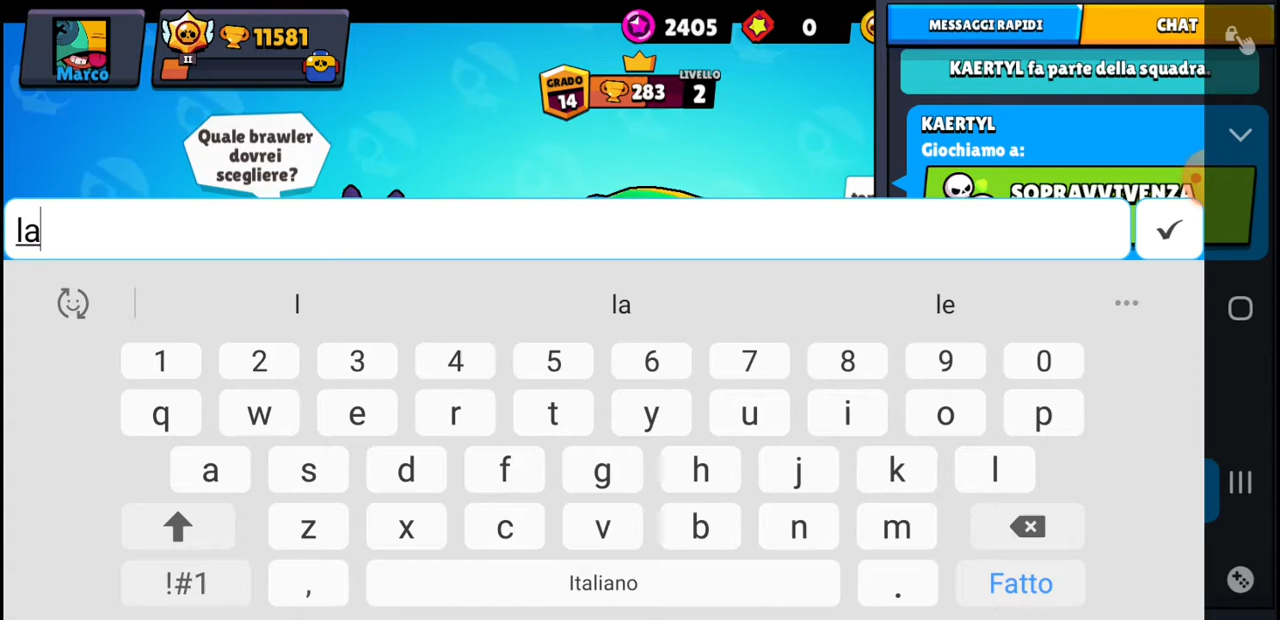 Marco
II
11581
2405
0
GRADO
14
283
LIVELLO
2
Quale brawler
dovrei
scegliere?
MESSAGGI RAPIDI
CHAT
KAERTYL fa parte della squadra.
KAERTYL
Giochiamo a:
SOPRAVVIVENZA
la
l la le
1 2 3 4 5 6 7 8 9 0
q w e r t y u i o p
a s d f g h j k l
z x c v b n m
!#1 , Italiano . Fatto